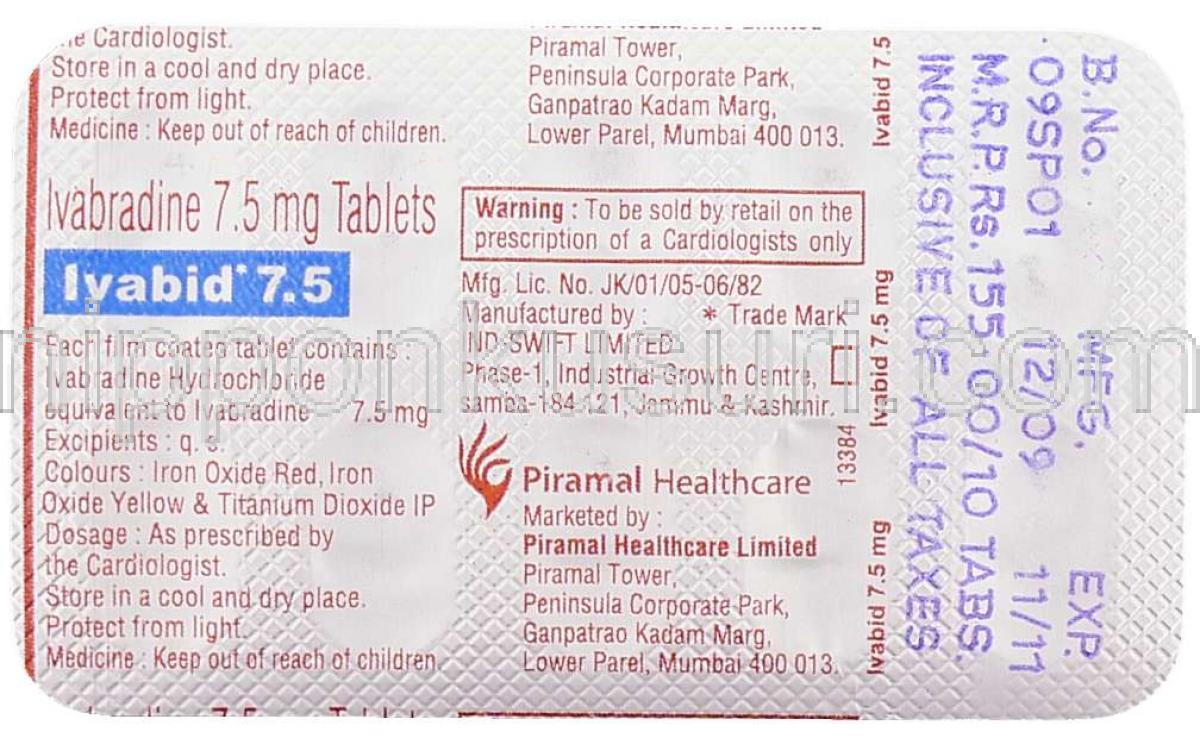 the Cardiologist.
Store in a cool and dry place.
Protect from light.
Medicine : Keep out of reach of children.
Ivabradine 7.5 mg Tablets
Ivabid* 7.5
Each film coated tablet contains :
Ivabradine Hydrochloride
equivalent to Ivabradine 7.5 mg
Excipients : q. s.
Colours : Iron Oxide Red, Iron
Oxide Yellow & Titanium Dioxide IP
Dosage : As prescribed by
the Cardiologist.
Store in a cool and dry place.
Protect from light.
Medicine : Keep out of reach of children.
Piramal Healthcare Limited
Piramal Tower,
Peninsula Corporate Park,
Ganpatrao Kadam Marg,
Lower Parel, Mumbai 400 013.
Warning : To be sold by retail on the
prescription of a Cardiologists only
Mfg. Lic. No. JK/01/05-06/82
Manufactured by : * Trade Mark
IND-SWIFT LIMITED
Phase-1, Industrial Growth Centre,
samba-184 121, Jammu & Kashmir.
Piramal Healthcare
Marketed by :
Piramal Healthcare Limited
Piramal Tower,
Peninsula Corporate Park,
Ganpatrao Kadam Marg,
Lower Parel, Mumbai 400 013.
13384
Ivabid 7.5
Ivabid 7.5 mg
Ivabid 7.5 mg
B.No. MFG. EXP.
09SP01 12/09 11/11
M.R.P.Rs.155.00/10 TABS.
INCLUSIVE OF ALL TAXES
nipponkusuri.com